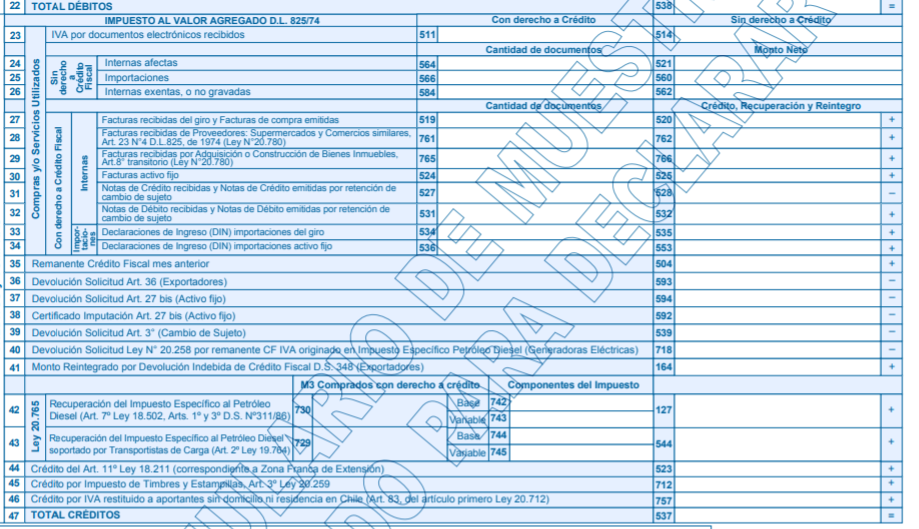 22 TOTAL DÉBITOS 538 =
IMPUESTO AL VALOR AGREGADO D.L. 825/74 Con derecho a Crédito Sin derecho a Crédito
23 IVA por documentos electrónicos recibidos 511 514
Cantidad de documentos Monto Neto
Compras y/o Servicios Utilizados
Sin derecho a Crédito Fiscal
24 Internas afectas 564 521
25 Importaciones 566 560
26 Internas exentas, o no gravadas 584 562
Cantidad de documentos Crédito, Recuperación y Reintegro
Con derecho a Crédito Fiscal
Internas
27 Facturas recibidas del giro y Facturas de compra emitidas 519 520 +
28 Facturas recibidas de Proveedores: Supermercados y Comercios similares,
Art. 23 N°4 D.L.825, de 1974 (Ley N°20.780) 761 762 +
29 Facturas recibidas por Adquisición o Construcción de Bienes Inmuebles,
Art.8° transitorio (Ley N°20.780) 765 766 +
30 Facturas activo fijo 524 525 +
31 Notas de Crédito recibidas y Notas de Crédito emitidas por retención de
cambio de sujeto 527 528 −
32 Notas de Débito recibidas y Notas de Débito emitidas por retención de
cambio de sujeto 531 532 +
Impor-
tacio-
nes
33 Declaraciones de Ingreso (DIN) importaciones del giro 534 535 +
34 Declaraciones de Ingreso (DIN) importaciones activo fijo 536 553 +
35 Remanente Crédito Fiscal mes anterior 504 +
36 Devolución Solicitud Art. 36 (Exportadores) 593 −
37 Devolución Solicitud Art. 27 bis (Activo fijo) 594 −
38 Certificado Imputación Art. 27 bis (Activo fijo) 592 −
39 Devolución Solicitud Art. 3° (Cambio de Sujeto) 539 −
40 Devolución Solicitud Ley N° 20.258 por remanente CF IVA originado en Impuesto Específico Petróleo Diesel (Generadoras Eléctricas) 718 −
41 Monto Reintegrado por Devolución Indebida de Crédito Fiscal D.S. 348 (Exportadores) 164 +
M3 Comprados con derecho a crédito Componentes del Impuesto
Ley 20.765
42 Recuperación del Impuesto Específico al Petróleo
Diesel (Art. 7º Ley 18.502, Arts. 1º y 3º D.S. Nº311/86) 730 Base 742 127 +
Variable 743
43 Recuperación del Impuesto Específico al Petróleo Diesel
soportado por Transportistas de Carga (Art. 2º Ley 19.764) 729 Base 744 544 +
Variable 745
44 Crédito del Art. 11º Ley 18.211 (correspondiente a Zona Franca de Extensión) 523 +
45 Crédito por Impuesto de Timbres y Estampillas, Art. 3º Ley 20.259 712 +
46 Crédito por IVA restituido a aportantes sin domicilio ni residencia en Chile (Art. 83, del artículo primero Ley 20.712) 757 +
47 TOTAL CRÉDITOS 537 =